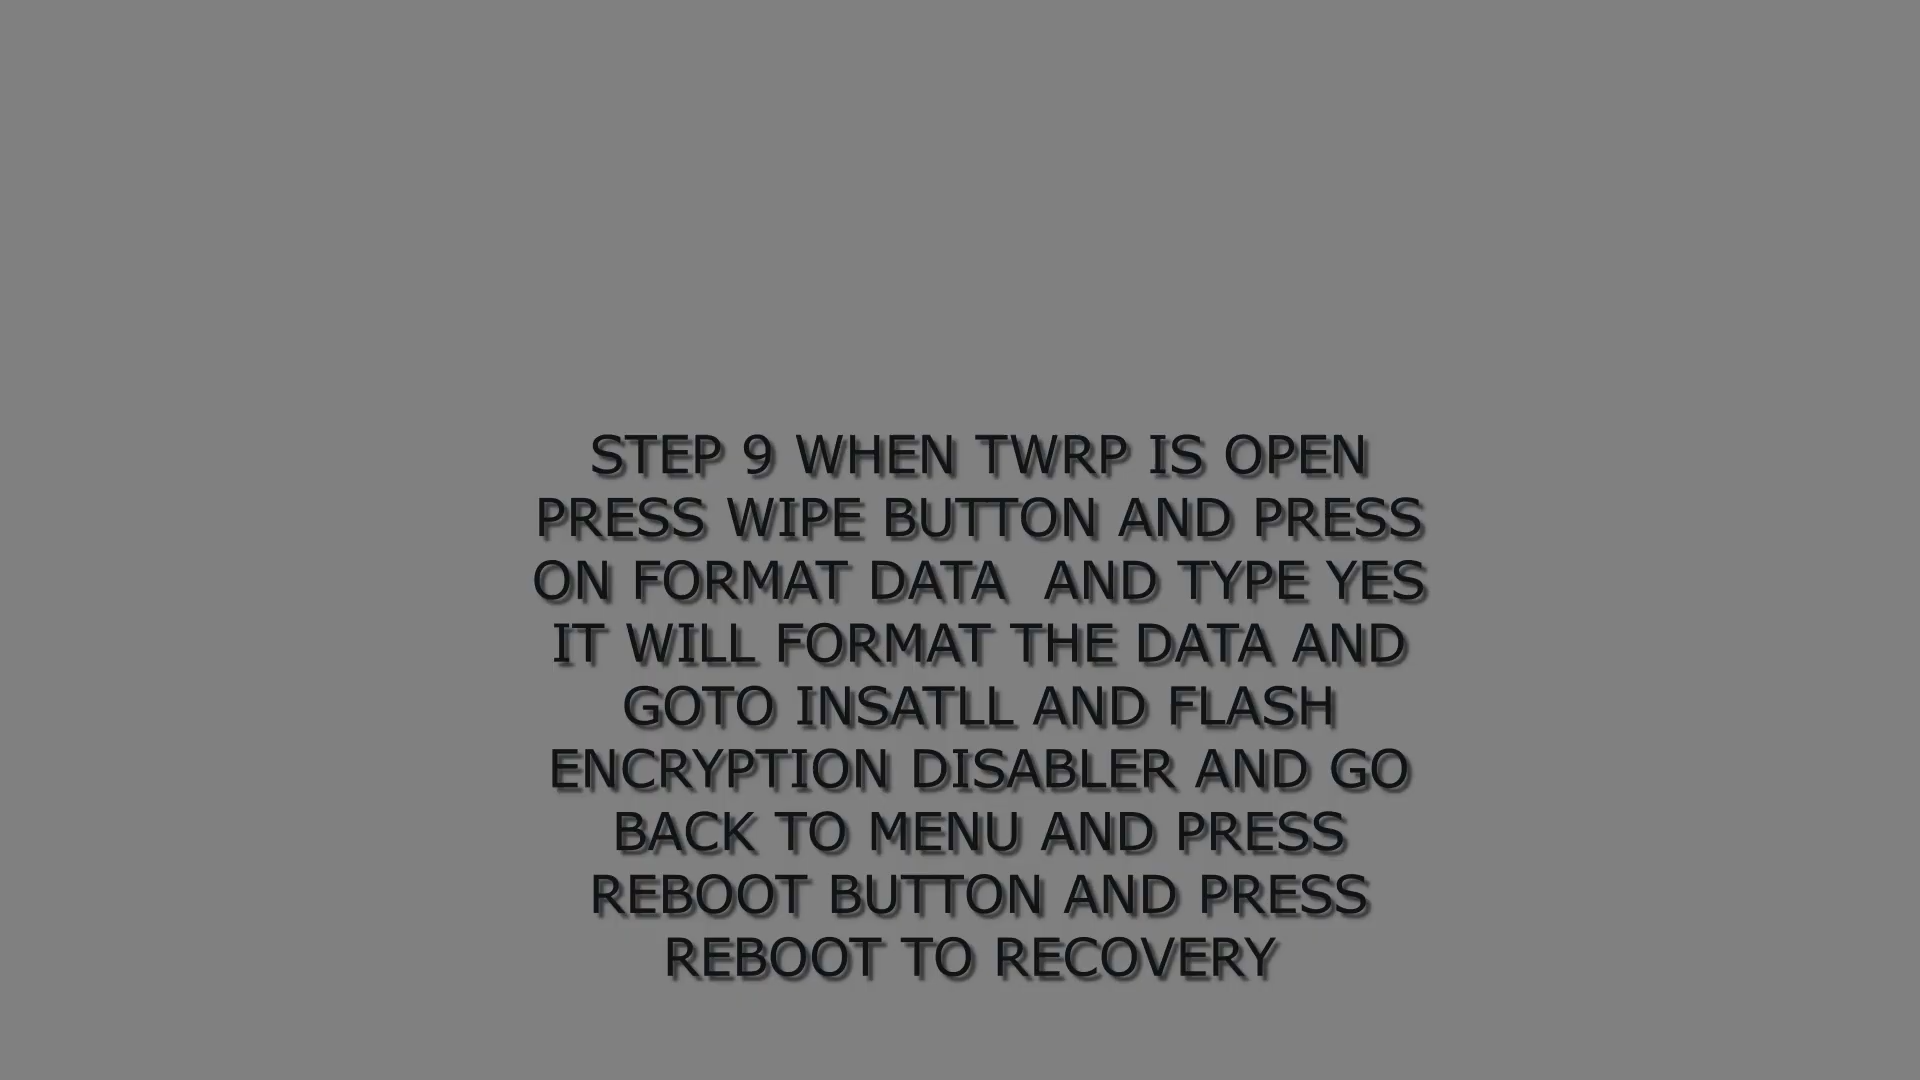 STEP 9 WHEN TWRP IS OPEN
PRESS WIPE BUTTON AND PRESS
ON FORMAT DATA  AND TYPE YES
IT WILL FORMAT THE DATA AND
GOTO INSATLL AND FLASH
ENCRYPTION DISABLER AND GO
BACK TO MENU AND PRESS
REBOOT BUTTON AND PRESS
REBOOT TO RECOVERY